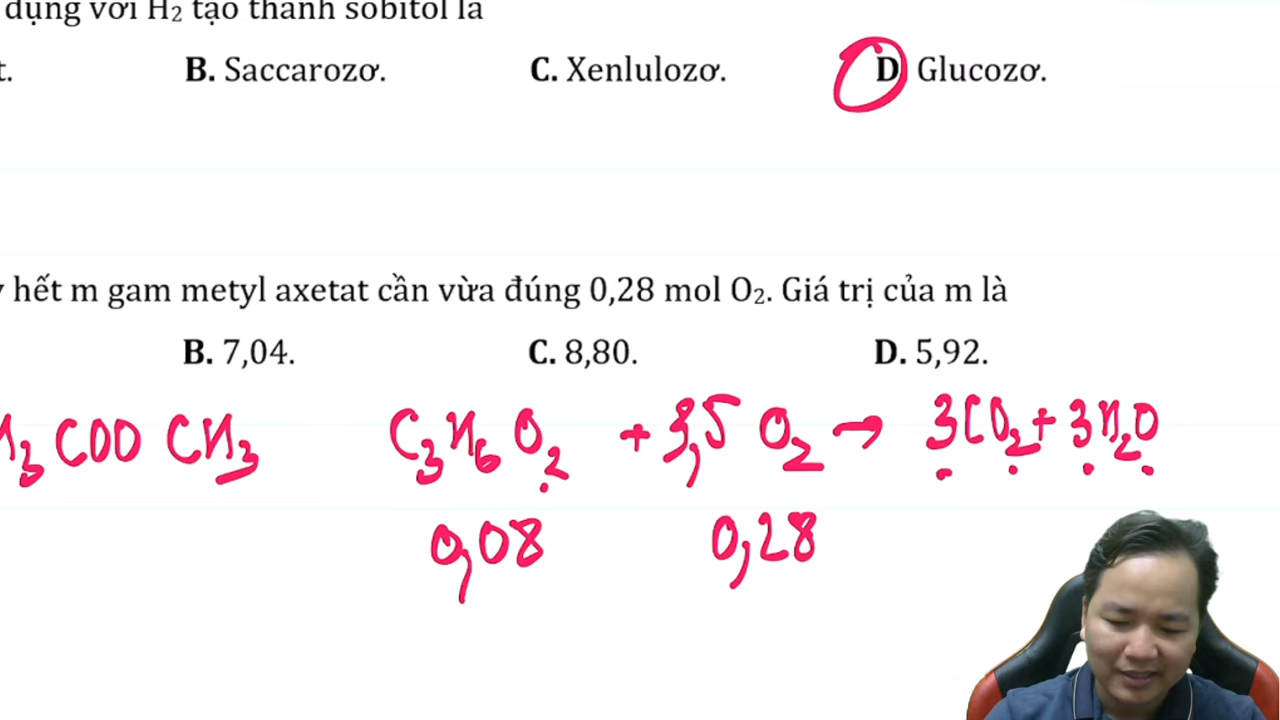 dụng với H₂ tạo thành sobitol là
t. B. Saccarozơ. C. Xenlulozơ. D Glucozơ.
hết m gam metyl axetat cần vừa đúng 0,28 mol O₂. Giá trị của m là
B. 7,04. C. 8,80. D. 5,92.
H₃COOCH₃ C₃H₆O₂ + 3,5 O₂ → 3CO₂ + 3H₂O
0,08 0,28